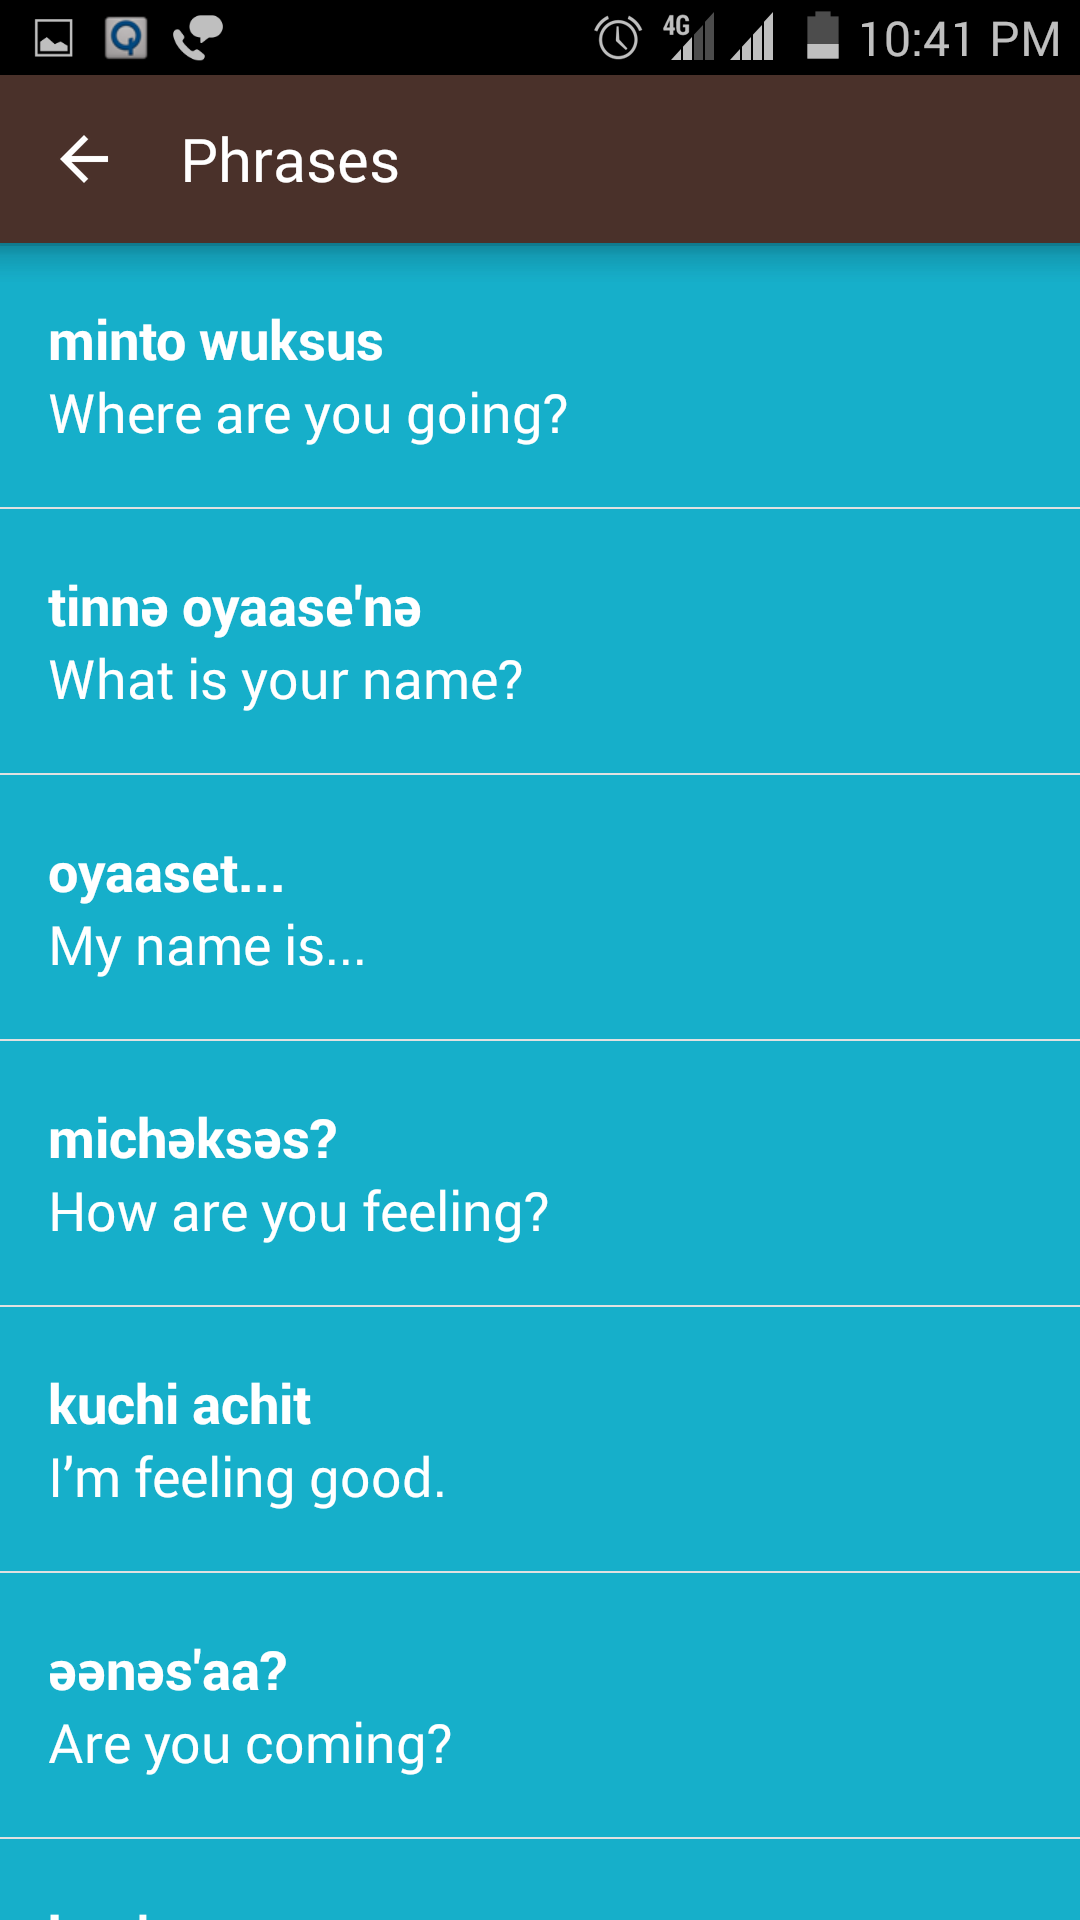 4G 10:41 PM
Phrases
minto wuksus
Where are you going?
tinnə oyaase'nə
What is your name?
oyaaset...
My name is...
michəksəs?
How are you feeling?
kuchi achit
I’m feeling good.
əənəs'aa?
Are you coming?